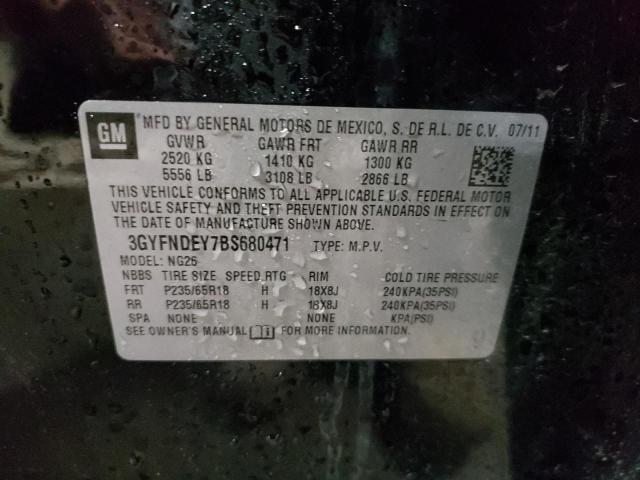 GM
MFD BY GENERAL MOTORS DE MEXICO, S. DE R.L. DE C.V. 07/11
GVWR GAWR FRT GAWR RR
2520 KG 1410 KG 1300 KG
5556 LB 3108 LB 2866 LB
THIS VEHICLE CONFORMS TO ALL APPLICABLE U.S. FEDERAL MOTOR
VEHICLE SAFETY AND THEFT PREVENTION STANDARDS IN EFFECT ON
THE DATE OF MANUFACTURE SHOWN ABOVE.
3GYFNDEY7BS680471 TYPE: M.P.V.
MODEL: NG26
NBBS TIRE SIZE SPEED RTG RIM COLD TIRE PRESSURE
FRT P235/65R18 H 18X8J 240KPA(35PSI)
RR P235/65R18 H 18X8J 240KPA(35PSI)
SPA NONE NONE KPA(PSI)
SEE OWNER'S MANUAL FOR MORE INFORMATION.